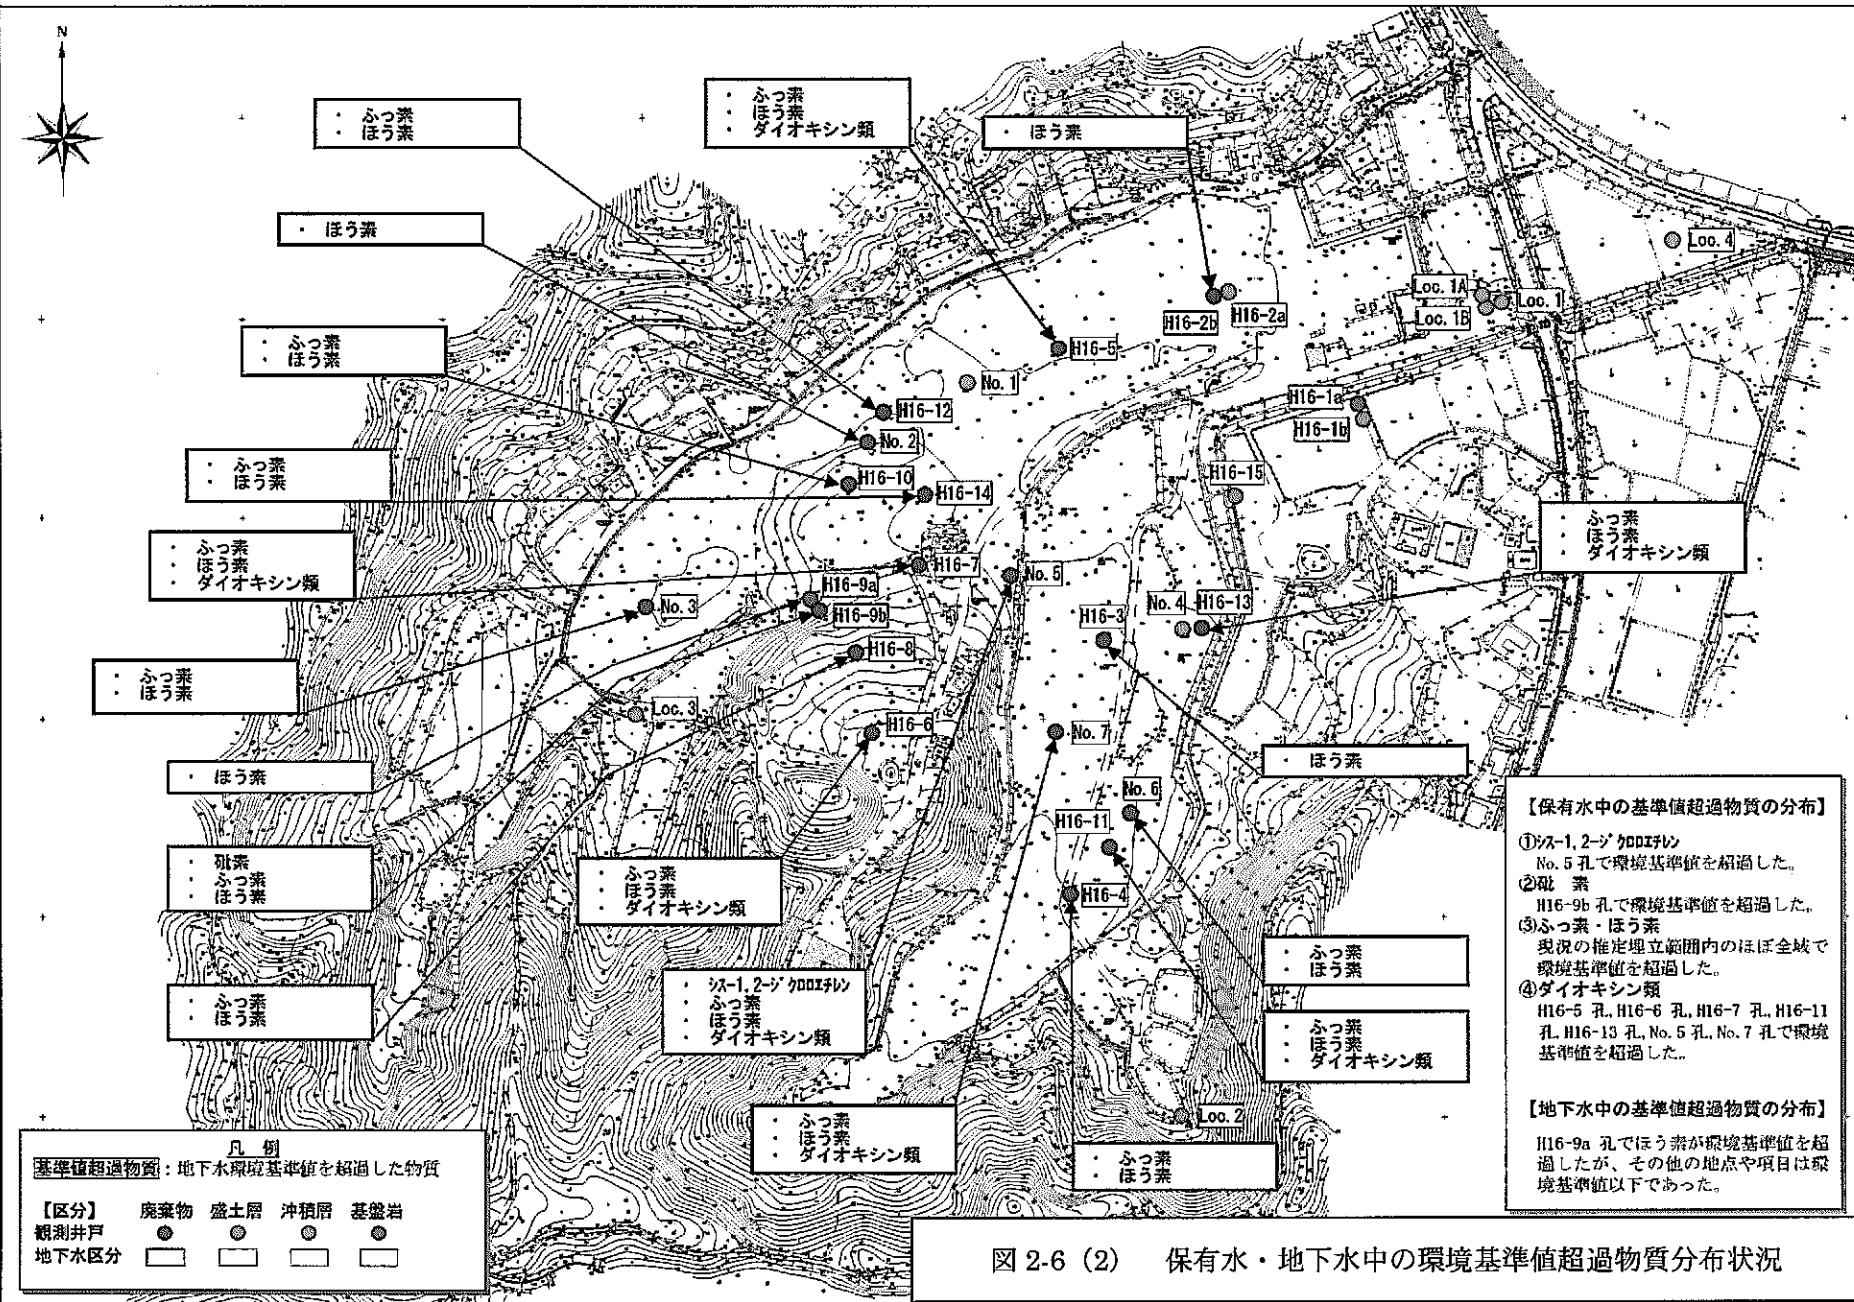 N
・ ふっ素
・ ほう素
・ ふっ素
・ ほう素
・ ダイオキシン類
・ ほう素
・ ほう素
・ ふっ素
・ ほう素
・ ふっ素
・ ほう素
・ ふっ素
・ ほう素
・ ダイオキシン類
・ ふっ素
・ ほう素
・ ほう素
・ 砒素
・ ふっ素
・ ほう素
・ ふっ素
・ ほう素
・ ふっ素
・ ほう素
・ ダイオキシン類
・ シス-1,2-ジクロロエチレン
・ ふっ素
・ ほう素
・ ダイオキシン類
・ ふっ素
・ ほう素
・ ダイオキシン類
・ ふっ素
・ ほう素
・ ふっ素
・ ほう素
・ ダイオキシン類
・ ふっ素
・ ほう素
・ ほう素
・ ふっ素
・ ほう素
・ ダイオキシン類
Loc. 4
Loc. 1A
Loc. 1
Loc. 1B
H16-2b
H16-2a
H16-5
No. 1
H16-12
No. 2
H16-1a
H16-1b
H16-10
H16-14
H16-15
H16-7
No. 5
H16-9a
H16-9b
No. 3
No. 4
H16-13
H16-3
H16-8
Loc. 3
H16-6
No. 7
No. 6
H16-11
H16-4
Loc. 2
【保有水中の基準値超過物質の分布】
①シス-1,2-ジクロロエチレン
No.5 孔で環境基準値を超過した。
②砒 素
H16-9b 孔で環境基準値を超過した。
③ふっ素・ほう素
現況の推定埋立範囲内のほぼ全域で
環境基準値を超過した。
④ダイオキシン類
H16-5 孔, H16-6 孔, H16-7 孔, H16-11
孔, H16-13 孔, No.5 孔, No.7 孔で環境
基準値を超過した。
【地下水中の基準値超過物質の分布】
H16-9a 孔でほう素が環境基準値を超
過したが、その他の地点や項目は環
境基準値以下であった。
凡 例
基準値超過物質：地下水環境基準値を超過した物質
【区分】 廃棄物 盛土層 沖積層 基盤岩
観測井戸
地下水区分
図 2-6 (2) 保有水・地下水中の環境基準値超過物質分布状況